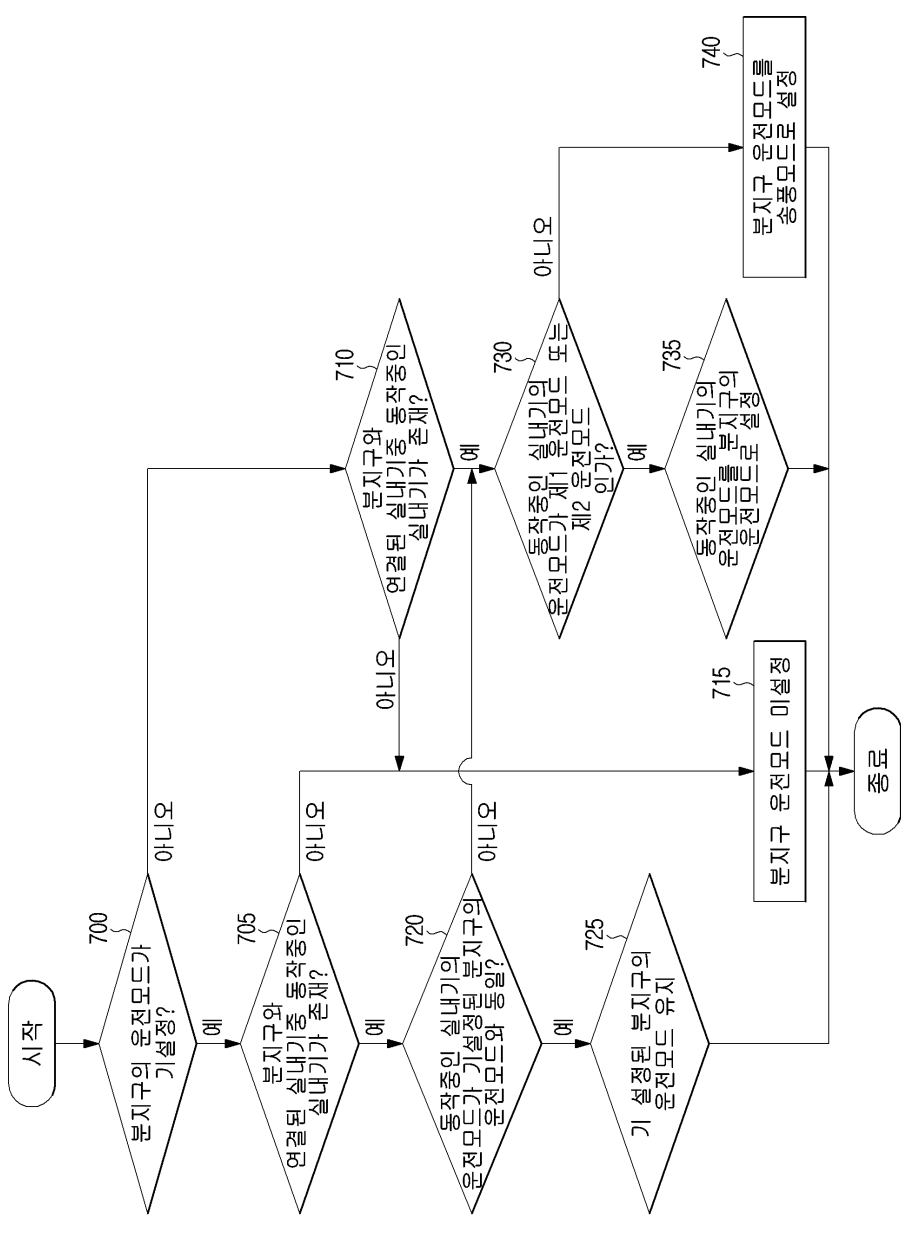 시작
700
분지구의 운전모드가
기설정?
예
아니오
705
분지구와
연결된 실내기중 동작중인
실내기가 존재?
예
아니오
720
동작중인 실내기의
운전모드가 기설정된 분지구의
운전모드와 동일?
예
아니오
725
기 설정된 분지구의
운전모드 유지
710
분지구와
연결된 실내기중 동작중인
실내기가 존재?
예
아니오
715
분지구 운전모드 미설정
730
동작중인 실내기의
운전모드가 제1 운전모드 또는
제2 운전모드
인가?
예
아니오
735
동작중인 실내기의
운전모드를 분지구의
운전모드로 설정
740
분지구 운전모드를
송풍모드로 설정
종료